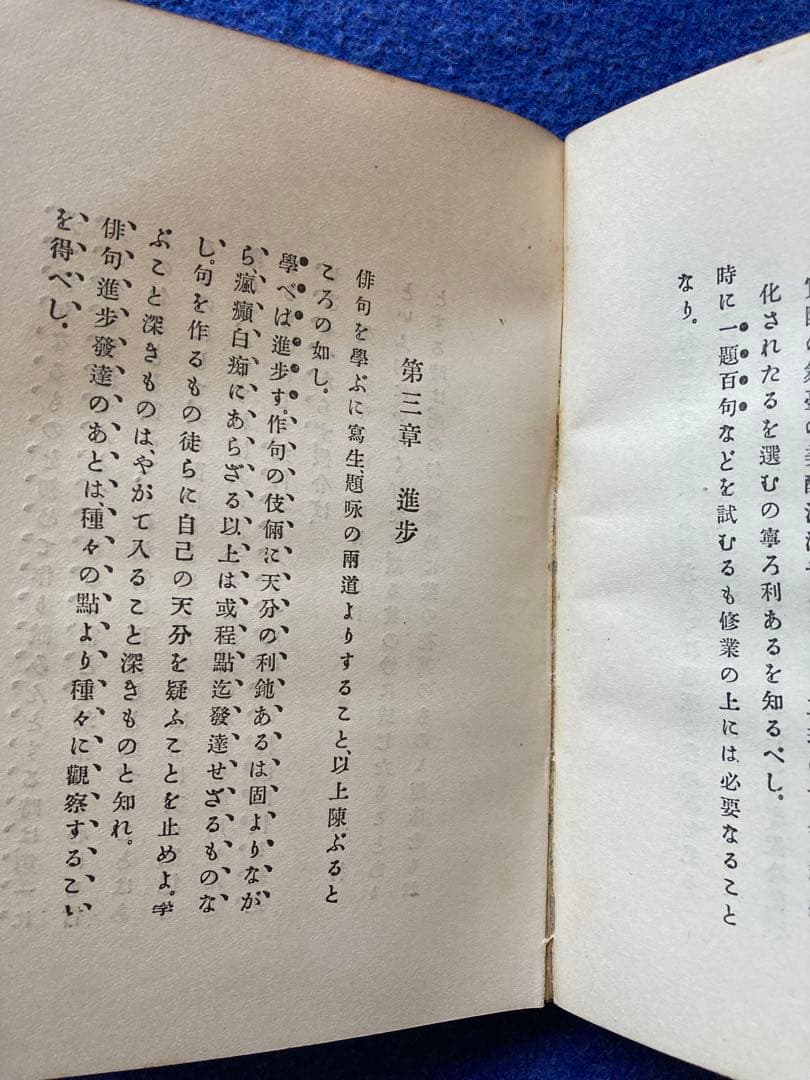 化されたるを選むの寧ろ利あるを知るべし。
時に一題百句などを試むるも修業の上には必要なること
なり。
第三章　進步
俳句を學ぶに寫生、題咏の兩道よりすること、以上陳ぶると
ころの如し。
學べば進步す。作句の伎倆に天分の利鈍あるは固よりなが
ら、瘋癲白痴にあらざる以上は或程點迄發達せざるものな
し。句を作るもの徒らに自己の天分を疑ふことを止めよ。学
ぶこと深きものは、やがて入ること深きものと知れ。
俳句進步發達のあとは、種々の點より種々に觀察するこ
を得べし。